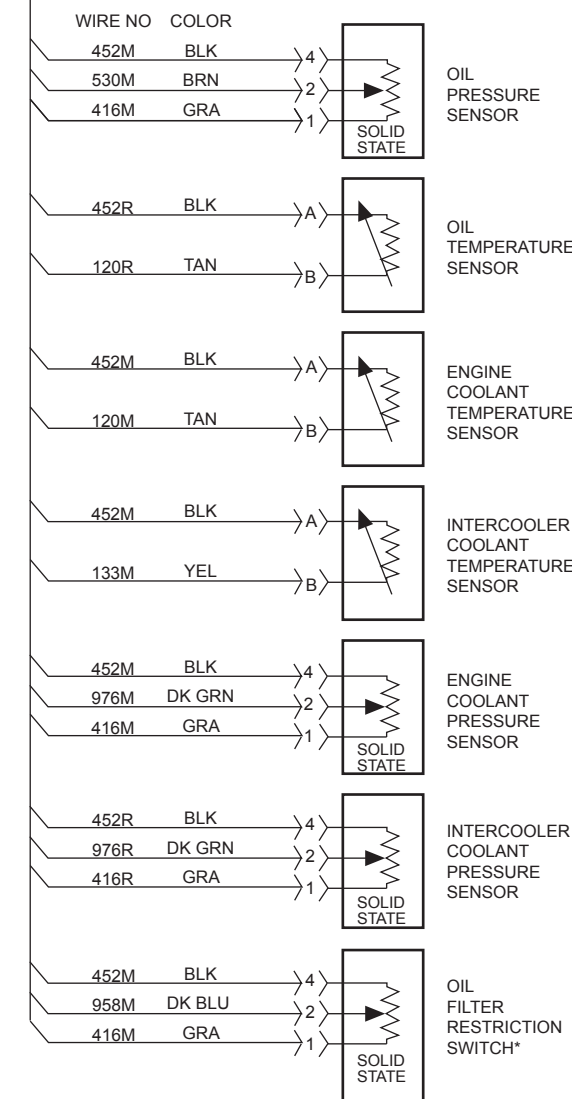 WIRE NO COLOR
452M BLK 4
530M BRN 2
416M GRA 1
SOLID
STATE
OIL
PRESSURE
SENSOR
452R BLK A
120R TAN B
OIL
TEMPERATURE
SENSOR
452M BLK A
120M TAN B
ENGINE
COOLANT
TEMPERATURE
SENSOR
452M BLK A
133M YEL B
INTERCOOLER
COOLANT
TEMPERATURE
SENSOR
452M BLK 4
976M DK GRN 2
416M GRA 1
SOLID
STATE
ENGINE
COOLANT
PRESSURE
SENSOR
452R BLK 4
976R DK GRN 2
416R GRA 1
SOLID
STATE
INTERCOOLER
COOLANT
PRESSURE
SENSOR
452M BLK 4
958M DK BLU 2
416M GRA 1
SOLID
STATE
OIL
FILTER
RESTRICTION
SWITCH*